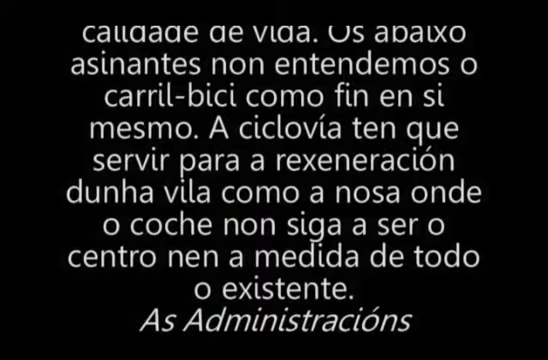 calidade de vida. Os abaixo
asinantes non entendemos o
carril-bici como fin en si
mesmo. A ciclovía ten que
servir para a rexeneración
dunha vila como a nosa onde
o coche non siga a ser o
centro nen a medida de todo
o existente.
As Administracións